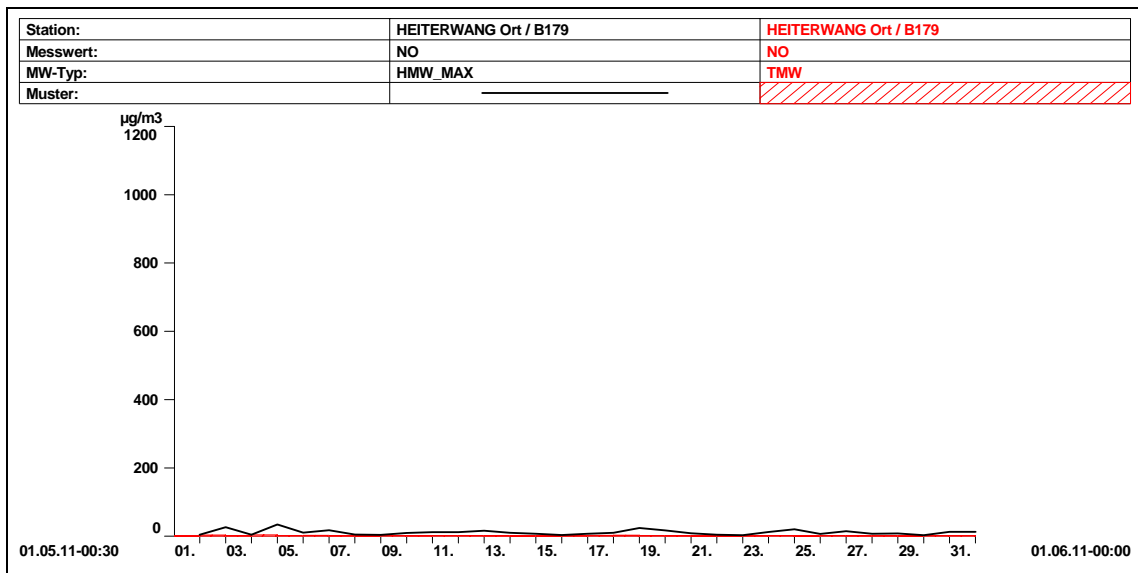 Station: HEITERWANG Ort / B179 HEITERWANG Ort / B179
Messwert: NO NO
MW-Typ: HMW_MAX TMW
Muster:
µg/m3
1200
1000
800
600
400
200
0
01.05.11-00:30 01. 03. 05. 07. 09. 11. 13. 15. 17. 19. 21. 23. 25. 27. 29. 31. 01.06.11-00:00